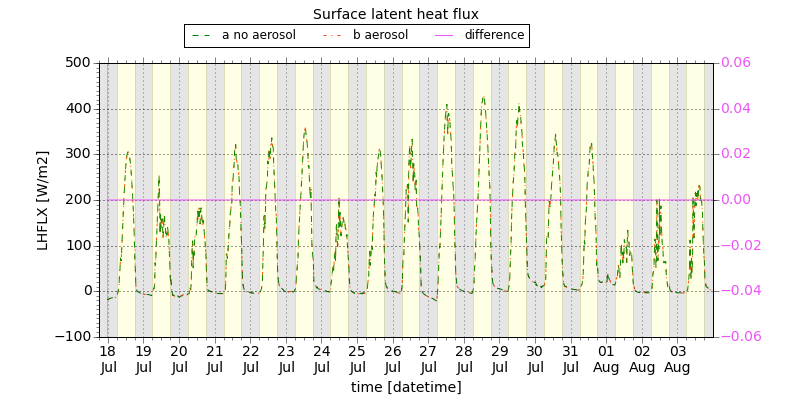 Surface latent heat flux
a no aerosol b aerosol difference
500 0.06
400 0.04
300 0.02
200 0.00
100 −0.02
0 −0.04
−100 −0.06
LHFLX [W/m2]
18 19 20 21 22 23 24 25 26 27 28 29 30 31 01 02 03
Jul Jul Jul Jul Jul Jul Jul Jul Jul Jul Jul Jul Jul Jul Aug Aug Aug
time [datetime]